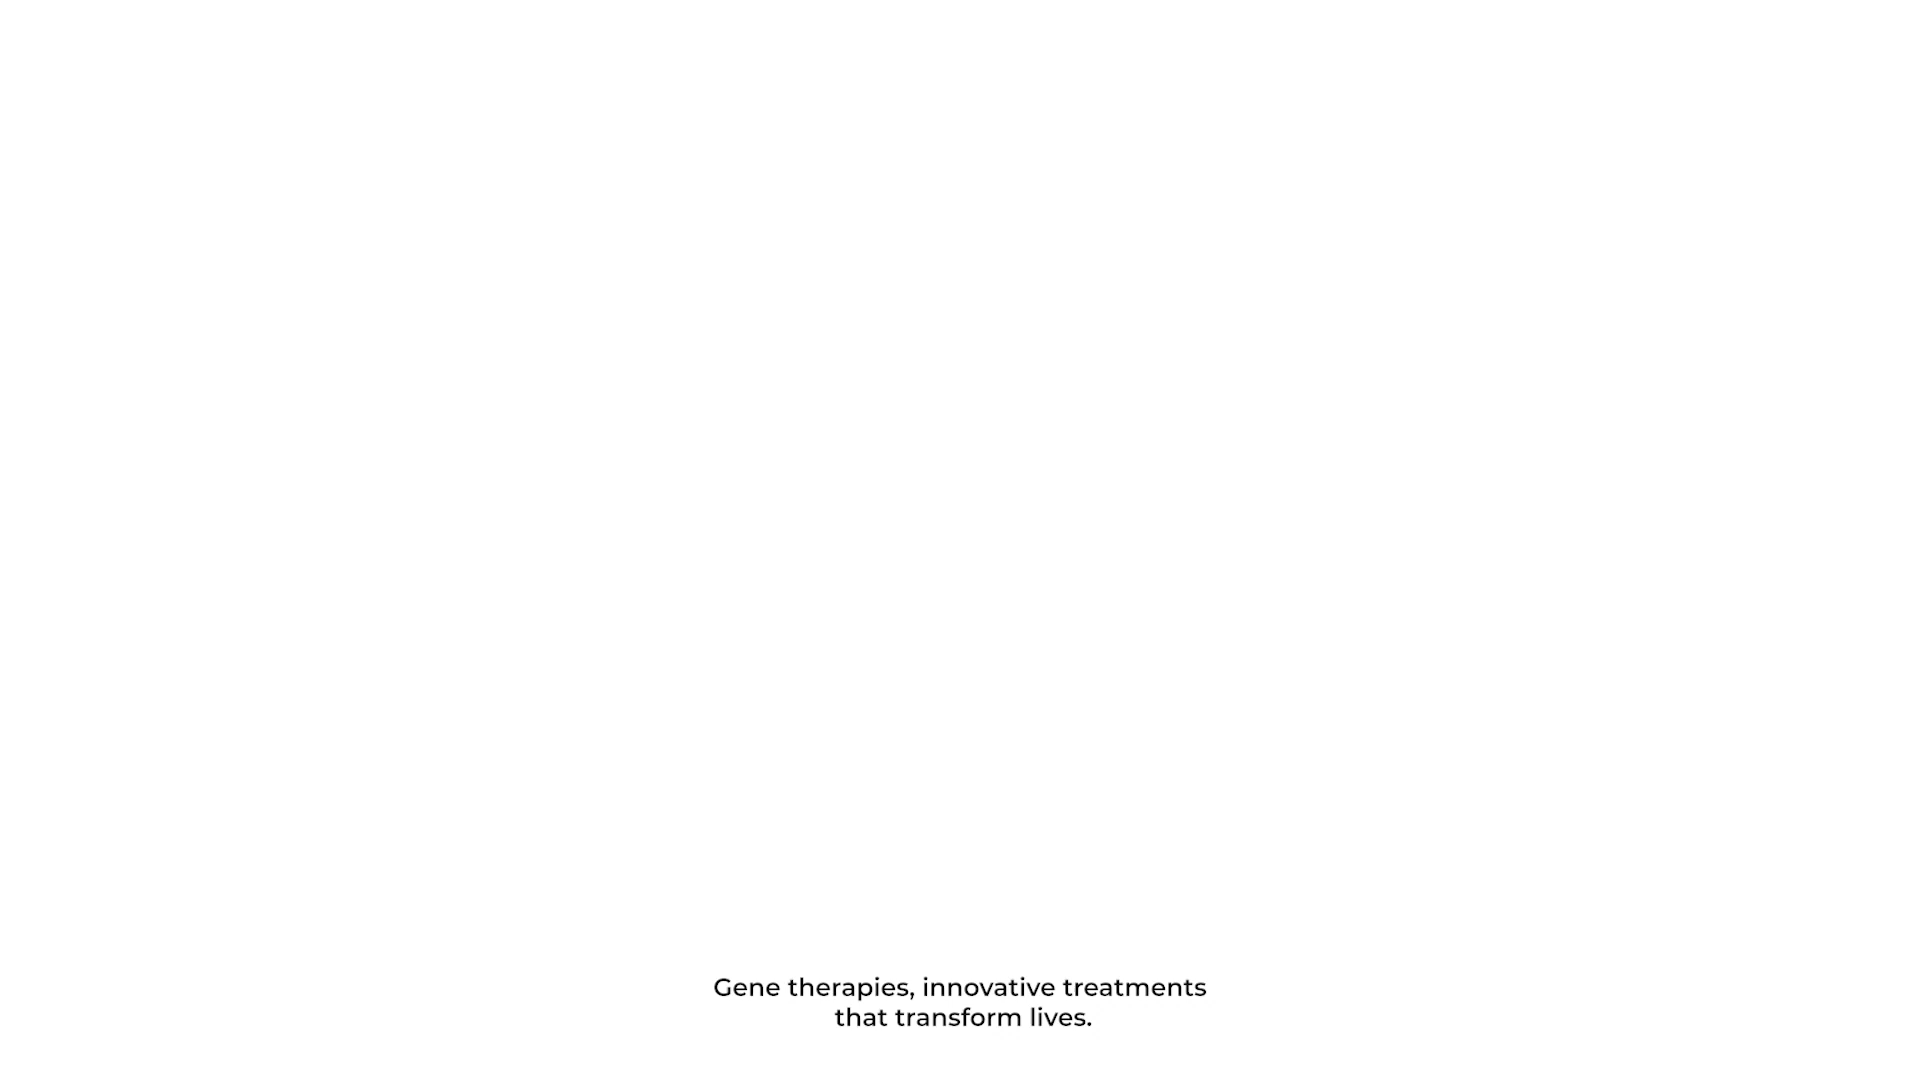 Gene therapies, innovative treatments
that transform lives.